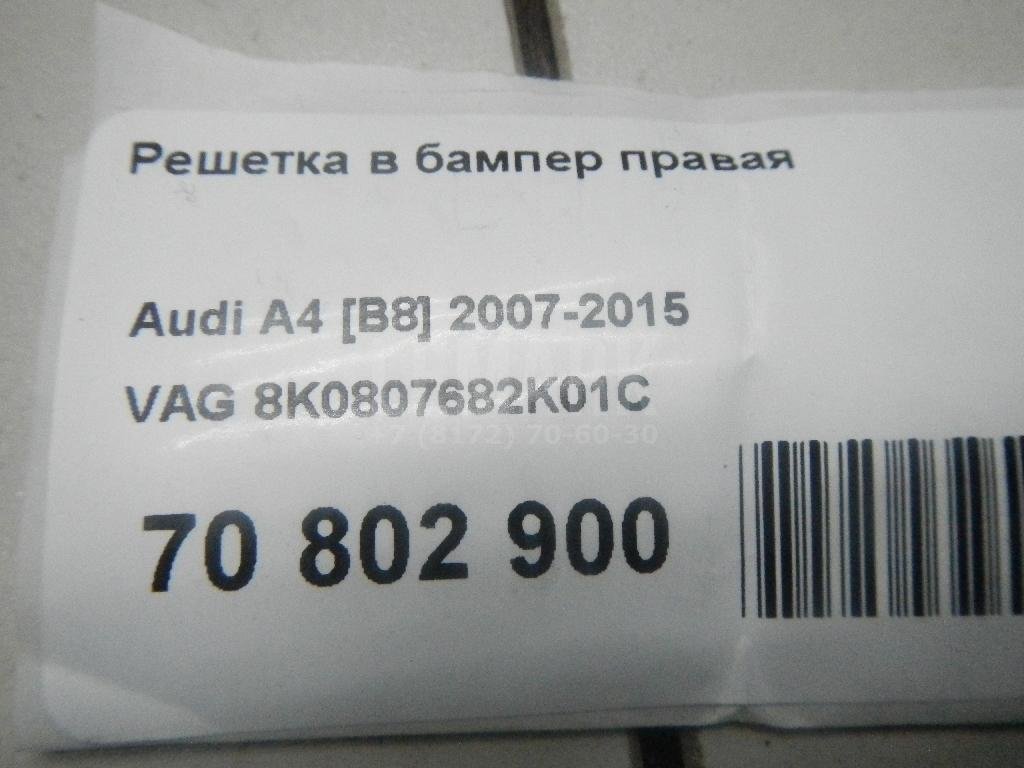 Решетка в бампер правая
Audi A4 [B8] 2007-2015
VAG 8K0807682K01C
+7 (8172) 70-60-30
70 802 900